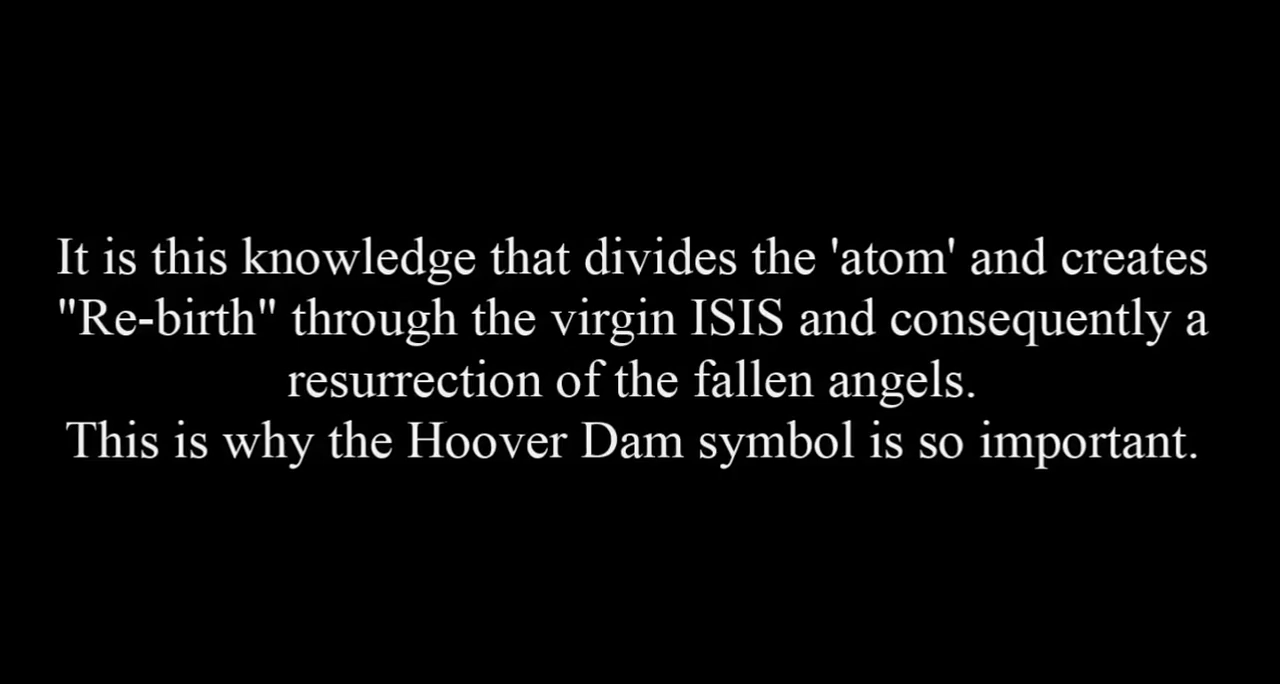 It is this knowledge that divides the 'atom' and creates
"Re-birth" through the virgin ISIS and consequently a
resurrection of the fallen angels.
This is why the Hoover Dam symbol is so important.